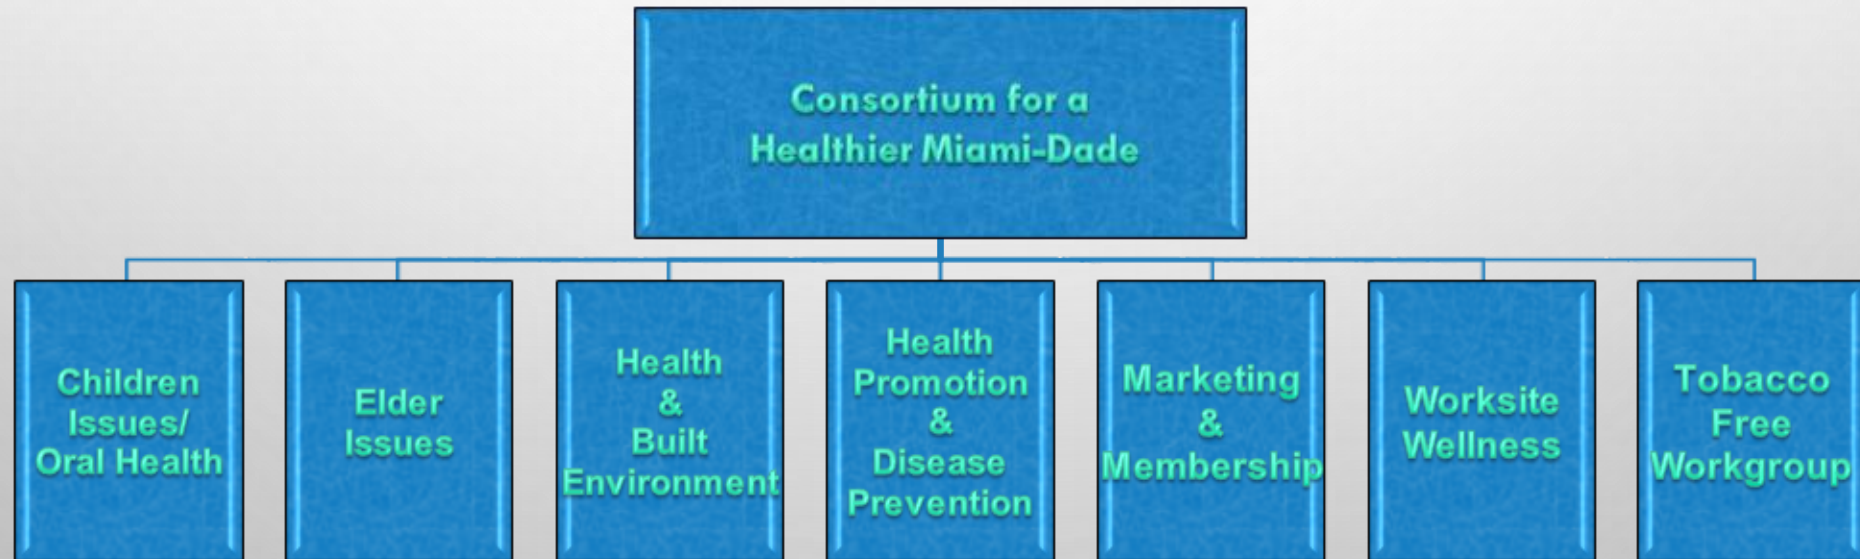 Consortium for a
Healthier Miami-Dade
Children
Issues/
Oral Health
Elder
Issues
Health
&
Built
Environment
Health
Promotion
&
Disease
Prevention
Marketing
&
Membership
Worksite
Wellness
Tobacco
Free
Workgroup